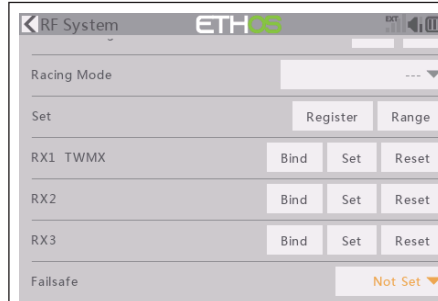 RF System ETHOS EXT
Racing Mode ---
Set Register Range
RX1 TWMX Bind Set Reset
RX2 Bind Set Reset
RX3 Bind Set Reset
Failsafe Not Set